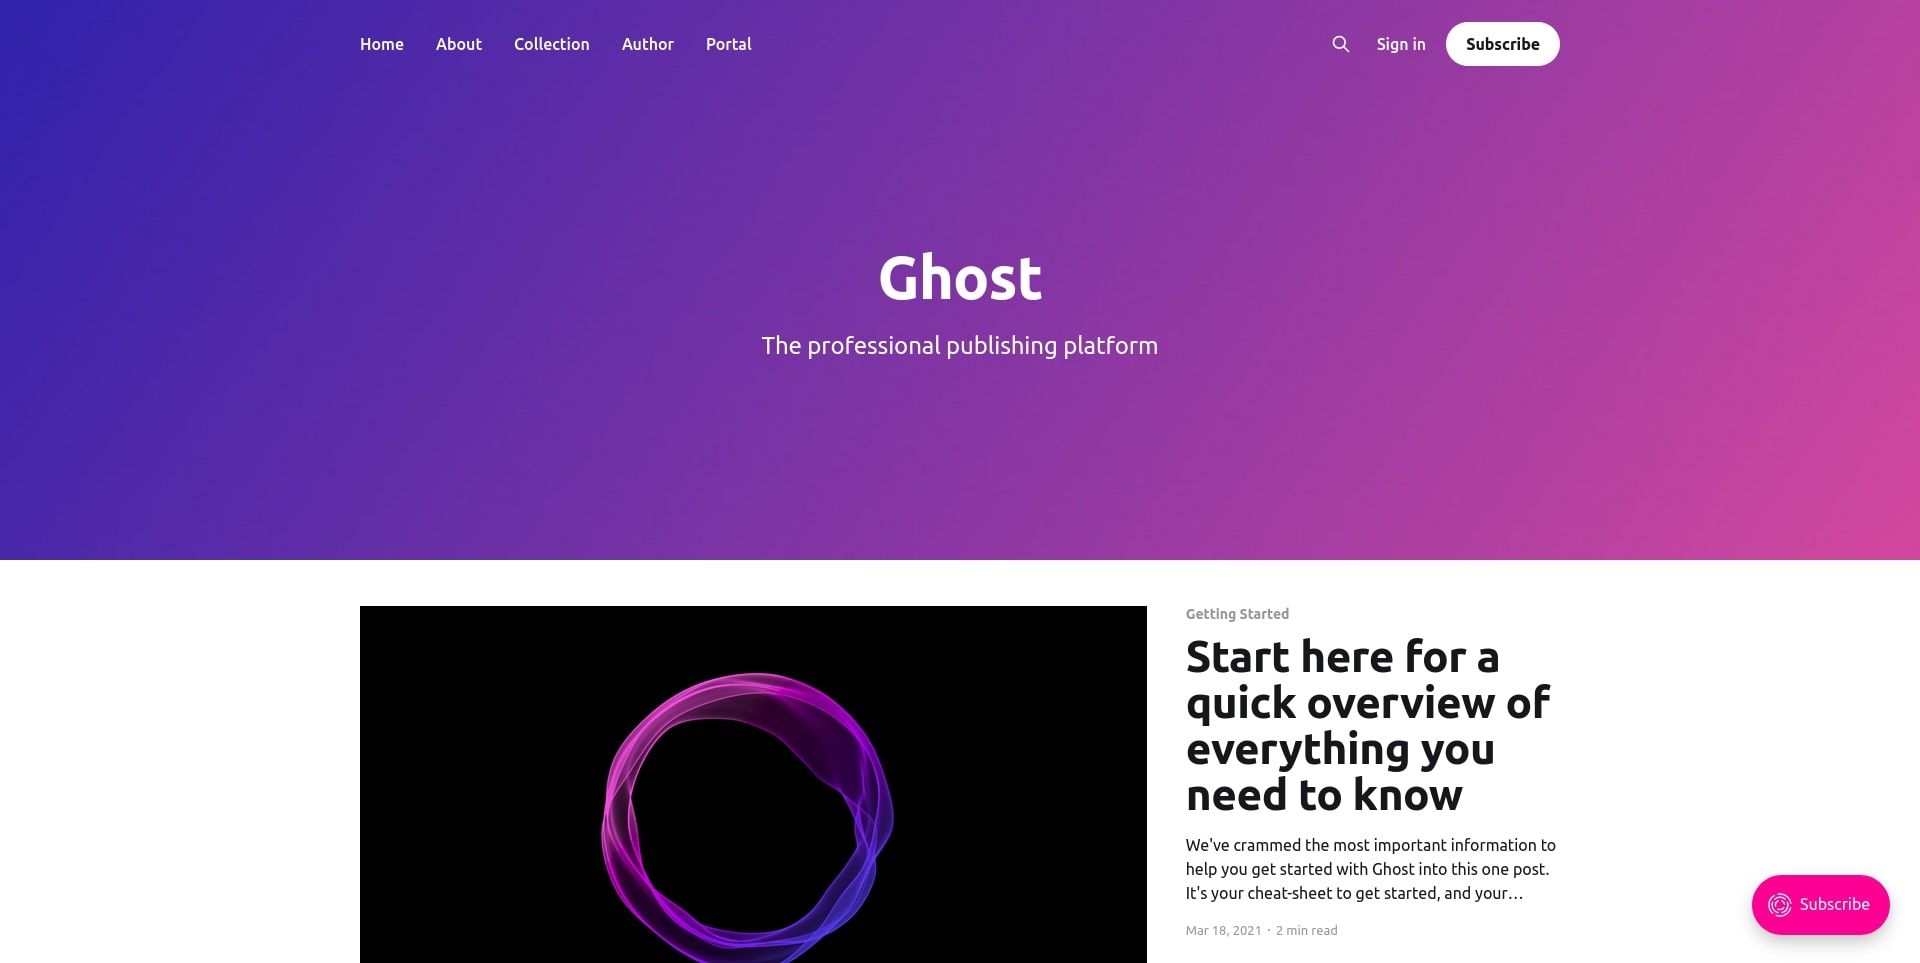 Home About Collection Author Portal Sign in Subscribe
Ghost
The professional publishing platform
Getting Started
Start here for a
quick overview of
everything you
need to know
We've crammed the most important information to
help you get started with Ghost into this one post.
It's your cheat-sheet to get started, and your…
Mar 18, 2021 • 2 min read
Subscribe